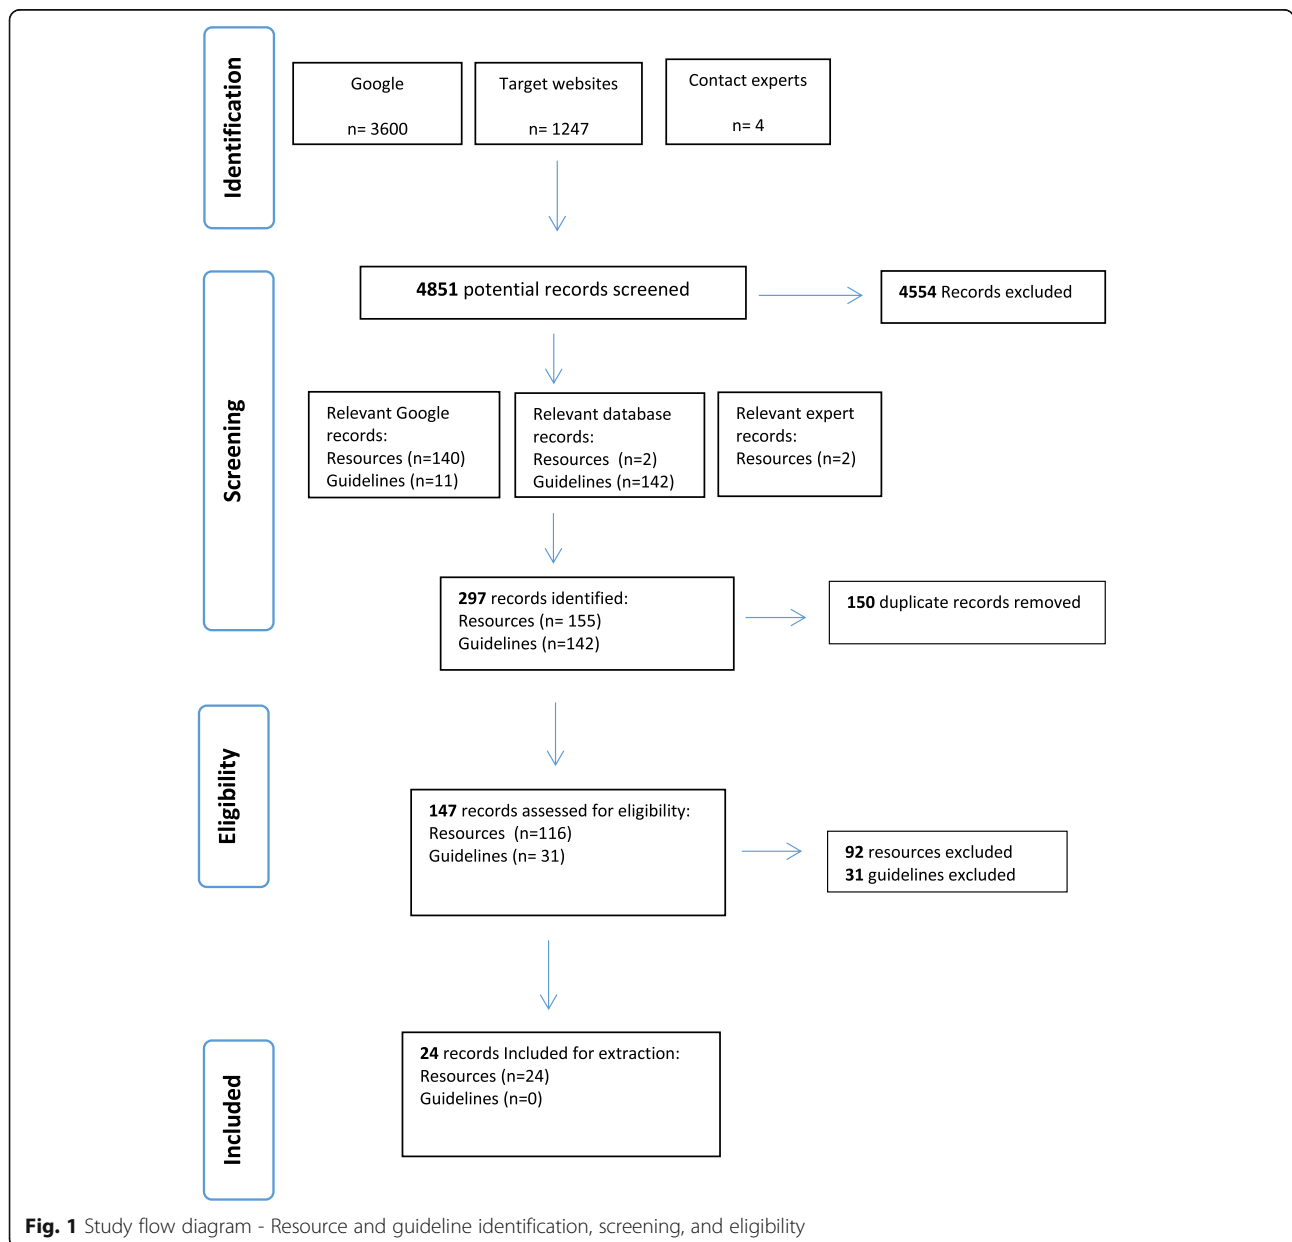 Identification
Google
n= 3600
Target websites
n= 1247
Contact experts
n= 4
Screening
4851 potential records screened
4554 Records excluded
Relevant Google
records:
Resources (n=140)
Guidelines (n=11)
Relevant database
records:
Resources (n=2)
Guidelines (n=142)
Relevant expert
records:
Resources (n=2)
297 records identified:
Resources (n= 155)
Guidelines (n=142)
150 duplicate records removed
Eligibility
147 records assessed for eligibility:
Resources (n=116)
Guidelines (n= 31)
92 resources excluded
31 guidelines excluded
Included
24 records Included for extraction:
Resources (n=24)
Guidelines (n=0)
Fig. 1 Study flow diagram - Resource and guideline identification, screening, and eligibility